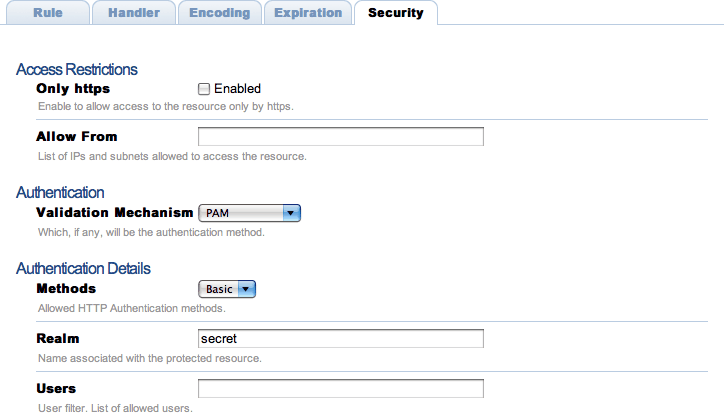 Rule Handler Encoding Expiration Security
Access Restrictions
Only https Enabled
Enable to allow access to the resource only by https.
Allow From
List of IPs and subnets allowed to access the resource.
Authentication
Validation Mechanism PAM
Which, if any, will be the authentication method.
Authentication Details
Methods Basic
Allowed HTTP Authentication methods.
Realm secret
Name associated with the protected resource.
Users
User filter. List of allowed users.